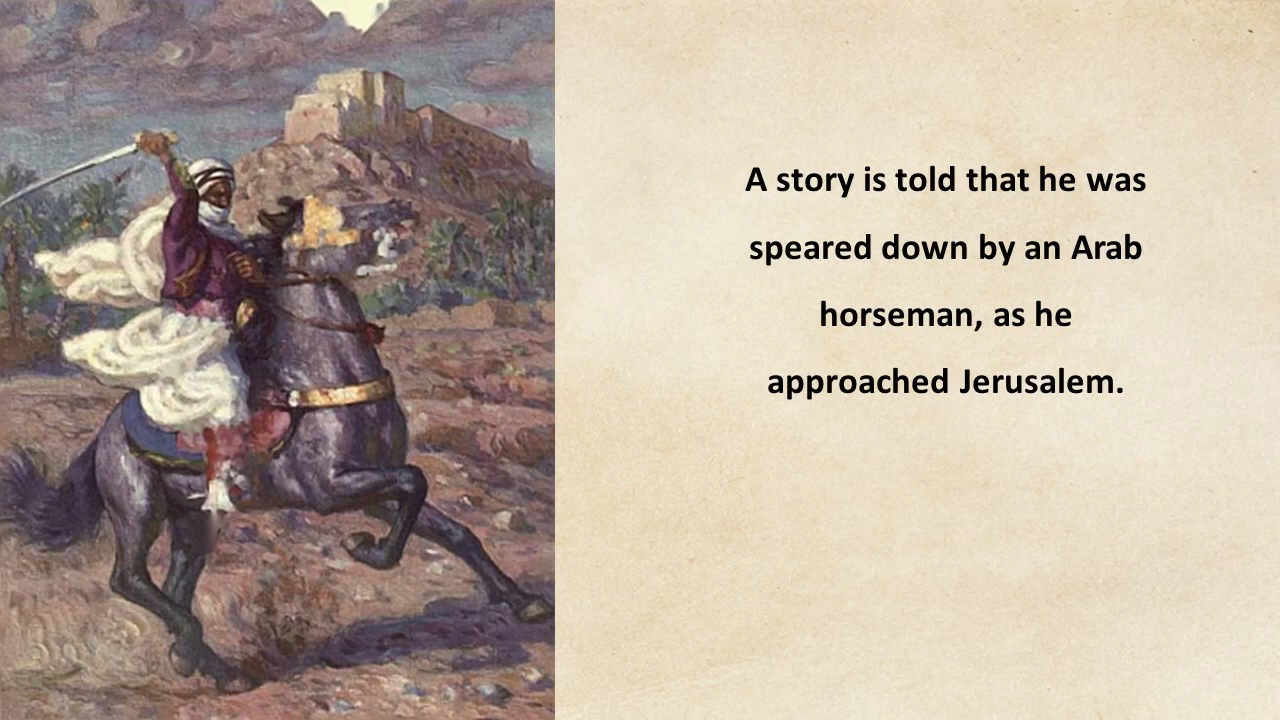 A story is told that he was
speared down by an Arab
horseman, as he
approached Jerusalem.